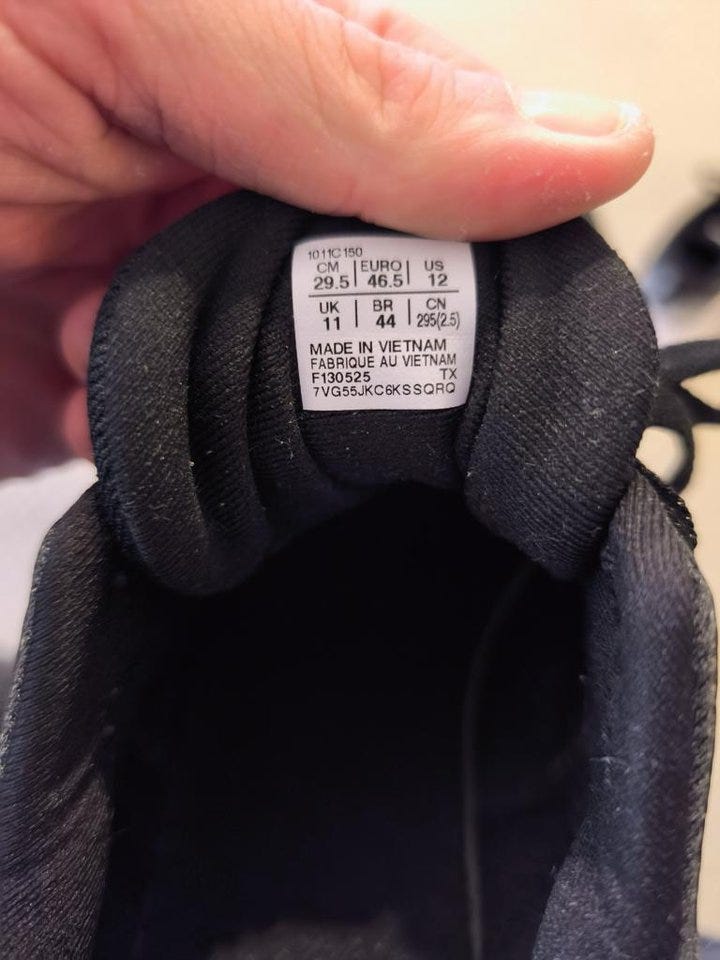 1011C150
CM | EURO | US
29.5 | 46.5 | 12
UK | BR | CN
11 | 44 | 295(2.5)
MADE IN VIETNAM
FABRIQUE AU VIETNAM
F130525 TX
7VG55JKC6KSSQRQ